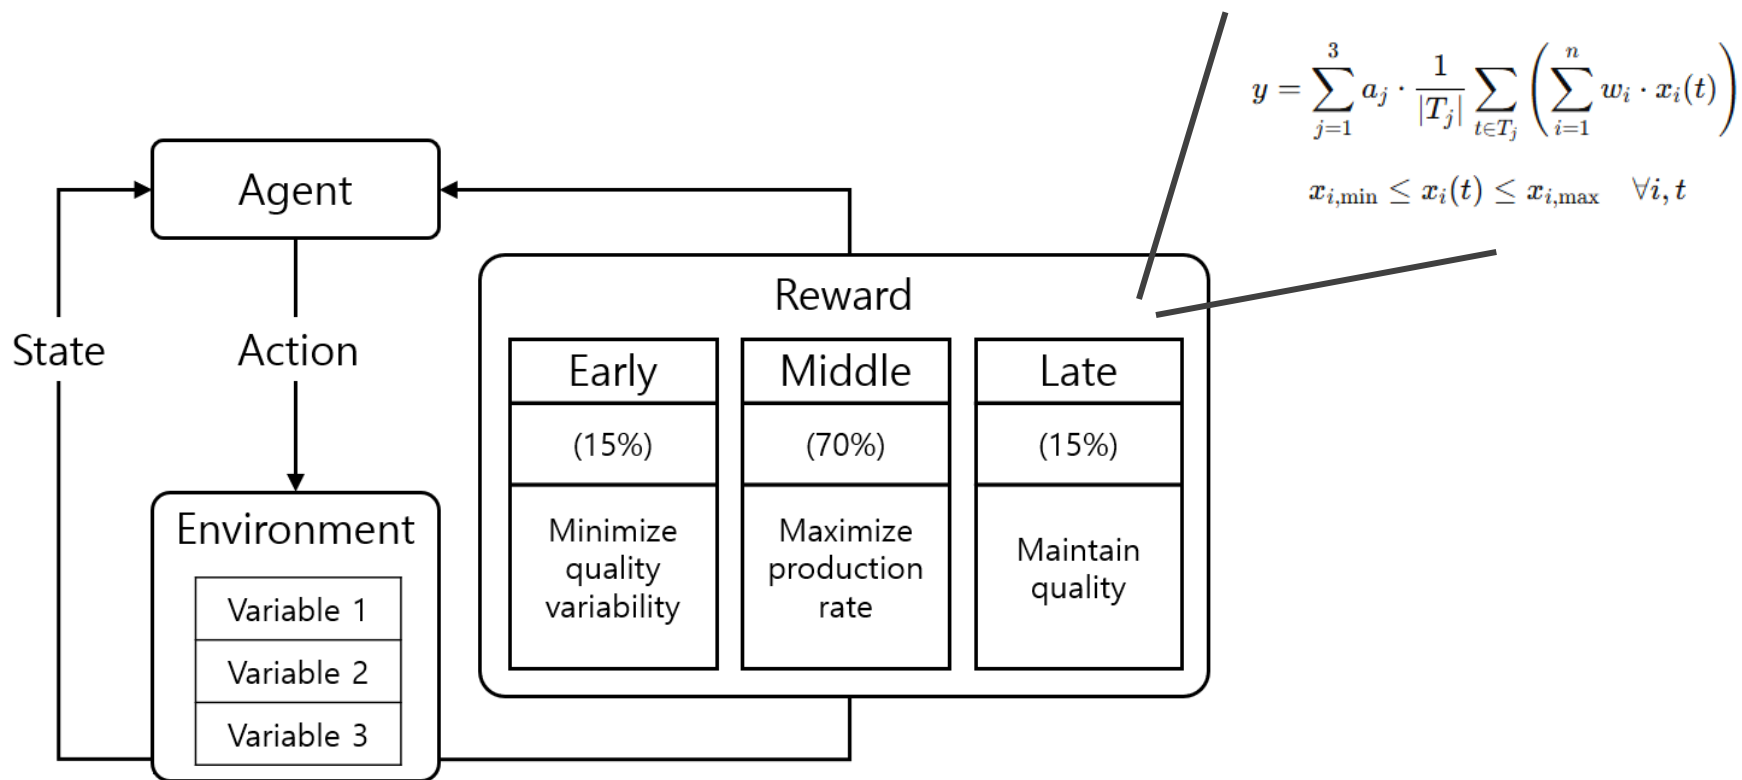 y = \sum_{j=1}^{3} a_j \cdot \frac{1}{|T_j|} \sum_{t \in T_j} \left( \sum_{i=1}^{n} w_i \cdot x_i(t) \right)
x_{i,\min} \leq x_i(t) \leq x_{i,\max} \quad \forall i, t
Agent
State
Action
Environment
Variable 1
Variable 2
Variable 3
Reward
Early
(15%)
Minimize
quality
variability
Middle
(70%)
Maximize
production
rate
Late
(15%)
Maintain
quality